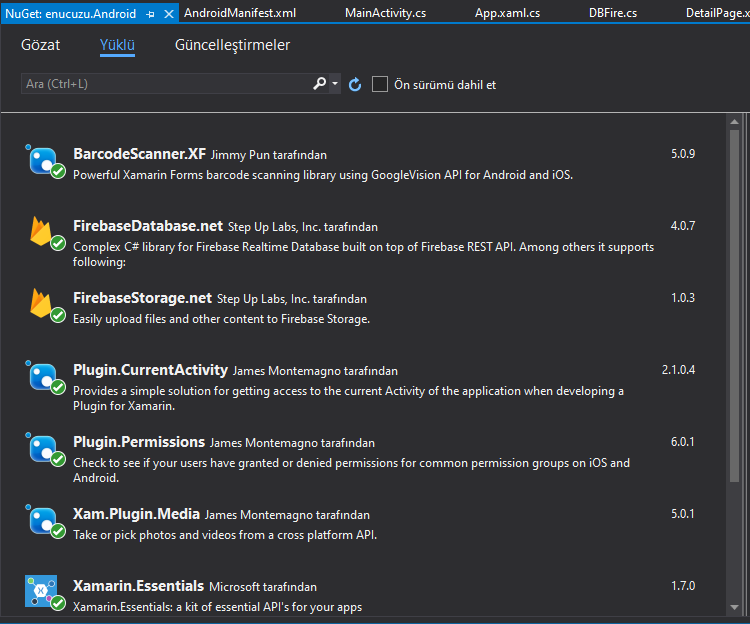 NuGet: enucuzu.Android AndroidManifest.xml MainActivity.cs App.xaml.cs DBFire.cs DetailPage.x
Gözat Yüklü Güncelleştirmeler
Ara (Ctrl+L) Ön sürümü dahil et
BarcodeScanner.XF Jimmy Pun tarafından 5.0.9
Powerful Xamarin Forms barcode scanning library using GoogleVision API for Android and iOS.
FirebaseDatabase.net Step Up Labs, Inc. tarafından 4.0.7
Complex C# library for Firebase Realtime Database built on top of Firebase REST API. Among others it supports
following:
FirebaseStorage.net Step Up Labs, Inc. tarafından 1.0.3
Easily upload files and other content to Firebase Storage.
Plugin.CurrentActivity James Montemagno tarafından 2.1.0.4
Provides a simple solution for getting access to the current Activity of the application when developing a
Plugin for Xamarin.
Plugin.Permissions James Montemagno tarafından 6.0.1
Check to see if your users have granted or denied permissions for common permission groups on iOS and
Android.
Xam.Plugin.Media James Montemagno tarafından 5.0.1
Take or pick photos and videos from a cross platform API.
Xamarin.Essentials Microsoft tarafından 1.7.0
Xamarin.Essentials: a kit of essential API's for your apps